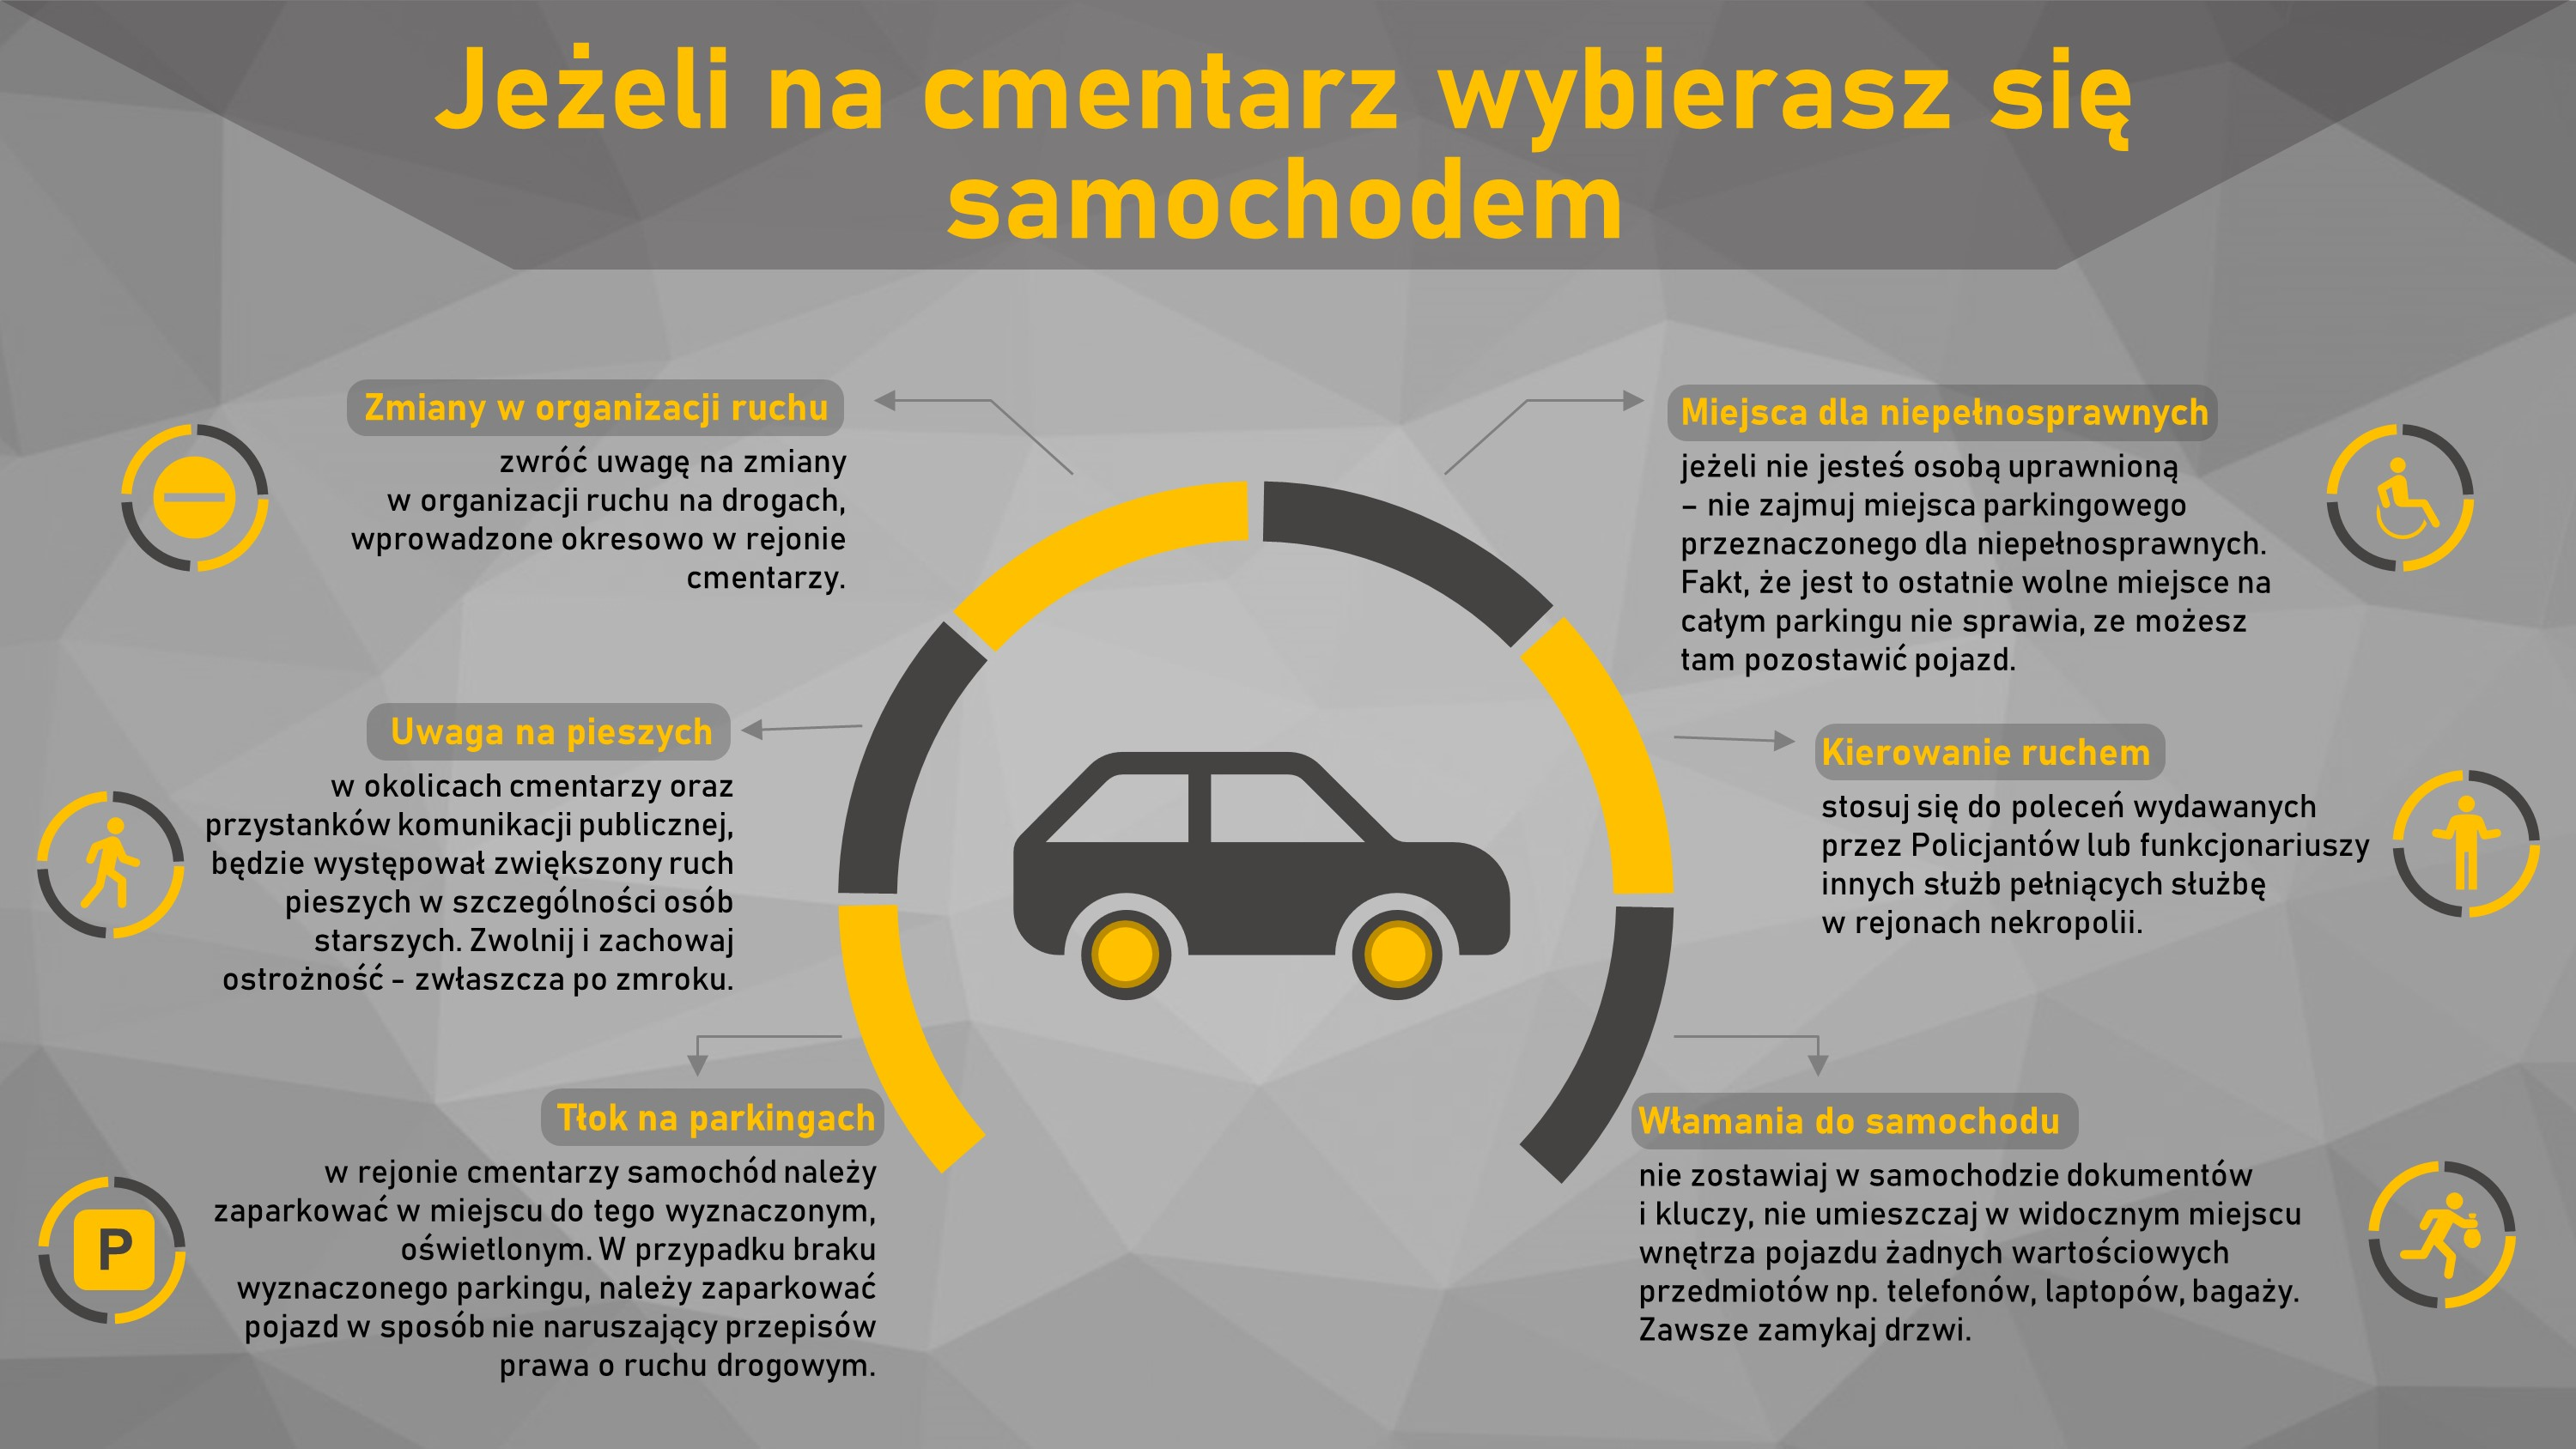 Jeżeli na cmentarz wybierasz się
samochodem
Zmiany w organizacji ruchu
zwróć uwagę na zmiany
w organizacji ruchu na drogach,
wprowadzone okresowo w rejonie
cmentarzy.
Uwaga na pieszych
w okolicach cmentarzy oraz
przystanków komunikacji publicznej,
będzie występował zwiększony ruch
pieszych w szczególności osób
starszych. Zwolnij i zachowaj
ostrożność - zwłaszcza po zmroku.
Tłok na parkingach
P
w rejonie cmentarzy samochód należy
zaparkować w miejscu do tego wyznaczonym,
oświetlonym. W przypadku braku
wyznaczonego parkingu, należy zaparkować
pojazd w sposób nie naruszający przepisów
prawa o ruchu drogowym.
Miejsca dla niepełnosprawnych
jeżeli nie jesteś osobą uprawnioną
– nie zajmuj miejsca parkingowego
przeznaczonego dla niepełnosprawnych.
Fakt, że jest to ostatnie wolne miejsce na
całym parkingu nie sprawia, ze możesz
tam pozostawić pojazd.
Kierowanie ruchem
stosuj się do poleceń wydawanych
przez Policjantów lub funkcjonariuszy
innych służb pełniących służbę
w rejonach nekropolii.
Włamania do samochodu
nie zostawiaj w samochodzie dokumentów
i kluczy, nie umieszczaj w widocznym miejscu
wnętrza pojazdu żadnych wartościowych
przedmiotów np. telefonów, laptopów, bagaży.
Zawsze zamykaj drzwi.